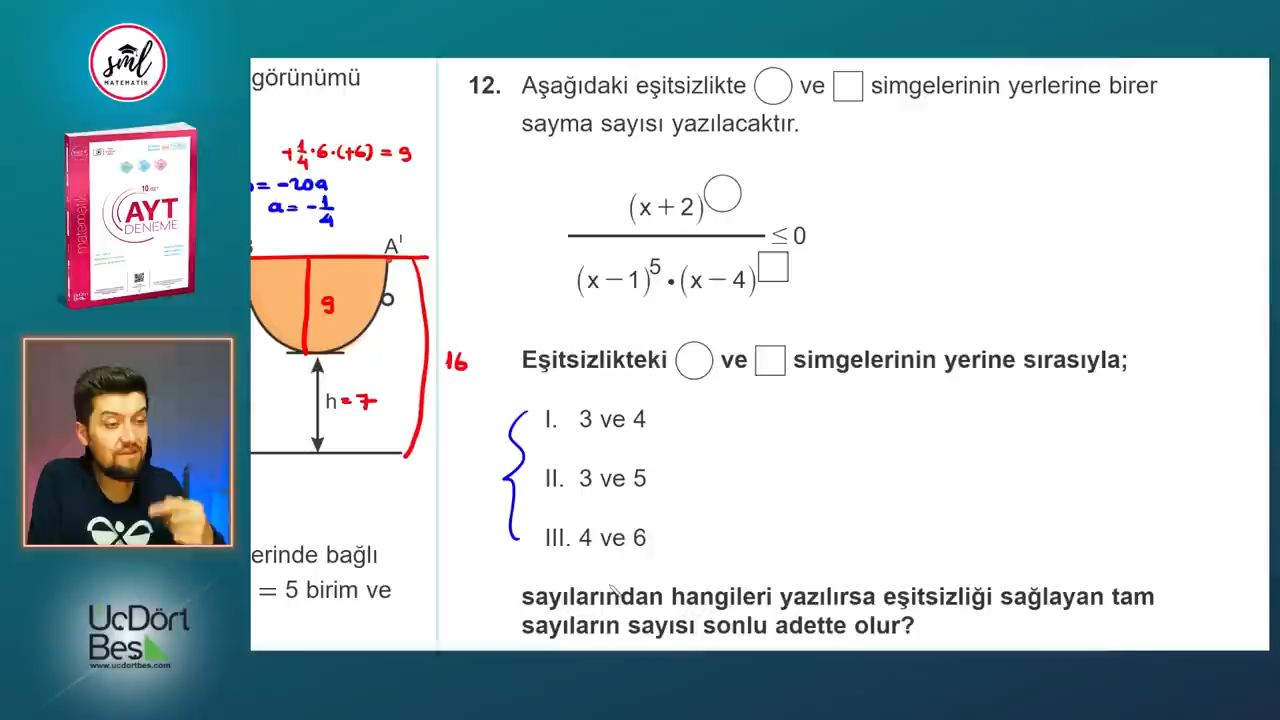 sml
MATEMATİK
AYT
DENEME
matematik
ÜçDört
Beş
www.ucdortbes.com
görünümü
+1/4·6·(+6) = 9
= -20a
a = -1/4
A'
9
16
h = 7
erinde bağlı
= 5 birim ve
12. Aşağıdaki eşitsizlikte ◯ ve □ simgelerinin yerlerine birer
sayma sayısı yazılacaktır.
(x + 2)^◯
≤ 0
(x − 1)^5 • (x − 4)^□
Eşitsizlikteki ◯ ve □ simgelerinin yerine sırasıyla;
I. 3 ve 4
II. 3 ve 5
III. 4 ve 6
sayılarından hangileri yazılırsa eşitsizliği sağlayan tam
sayıların sayısı sonlu adette olur?